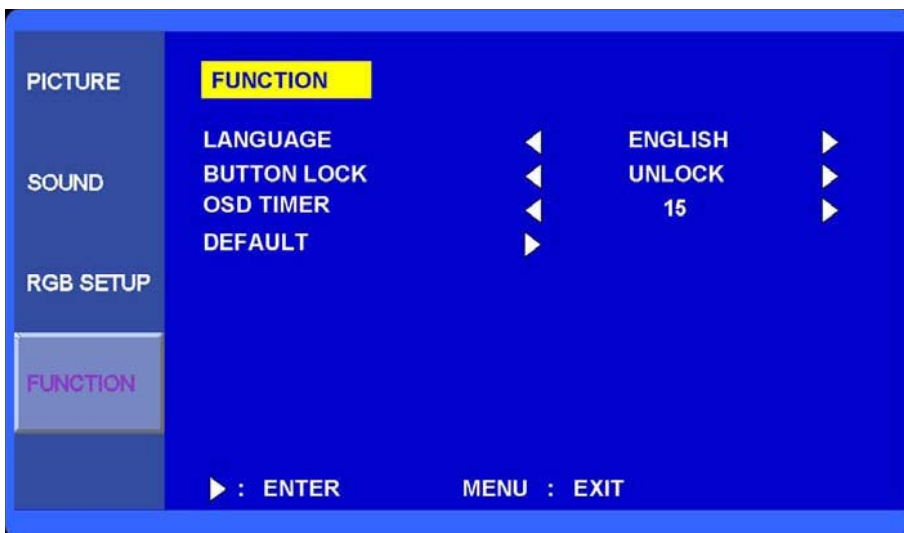 PICTURE
SOUND
RGB SETUP
FUNCTION
FUNCTION
LANGUAGE ENGLISH
BUTTON LOCK UNLOCK
OSD TIMER 15
DEFAULT
: ENTER MENU : EXIT